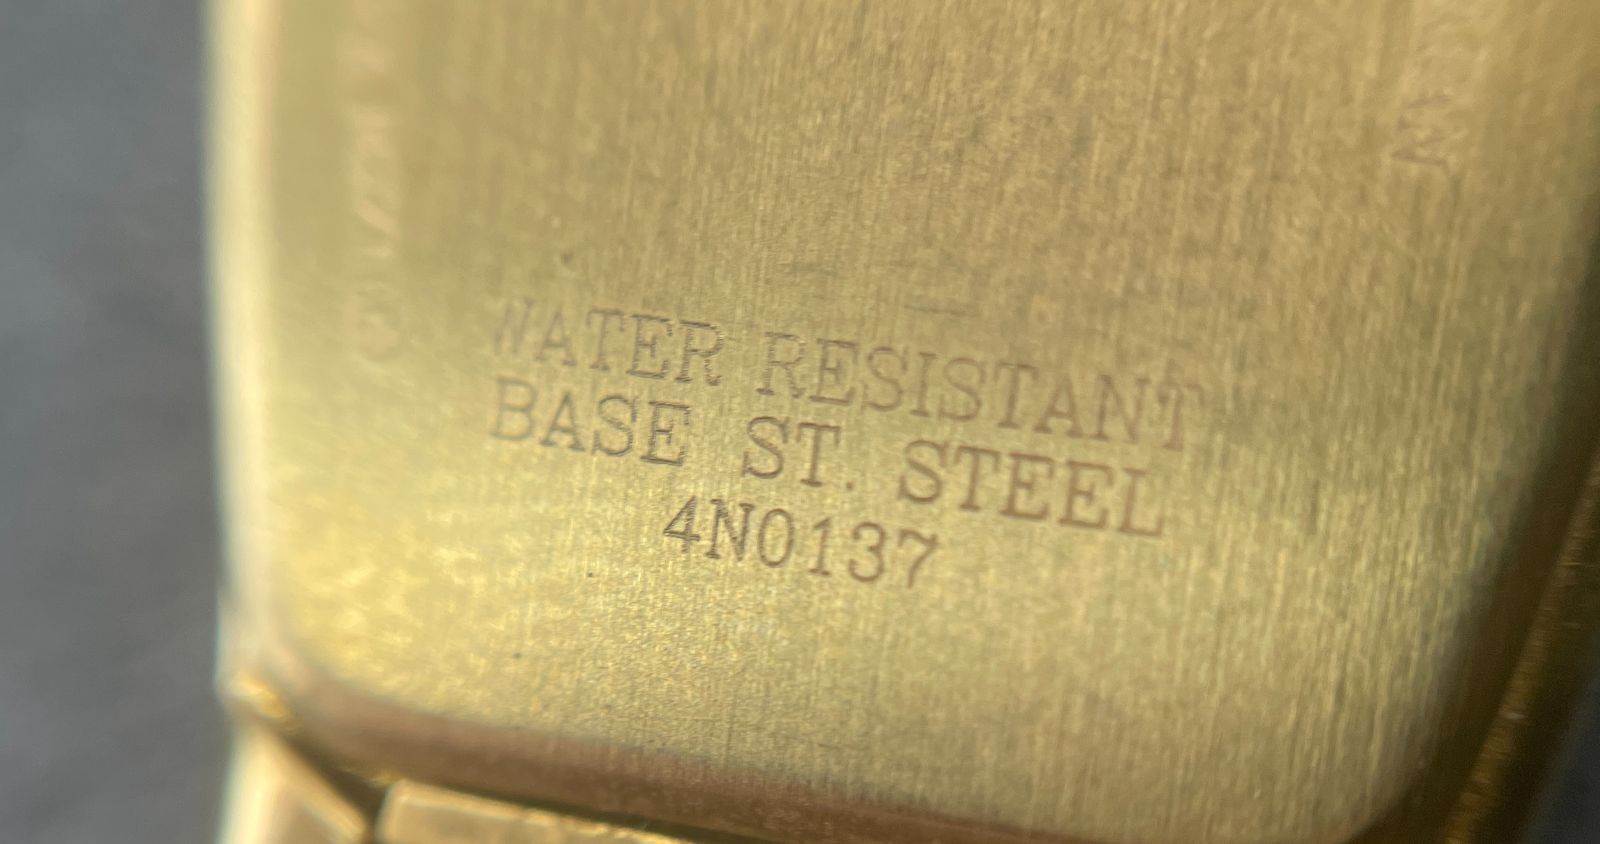 WATER RESISTANT
BASE ST. STEEL
4N0137